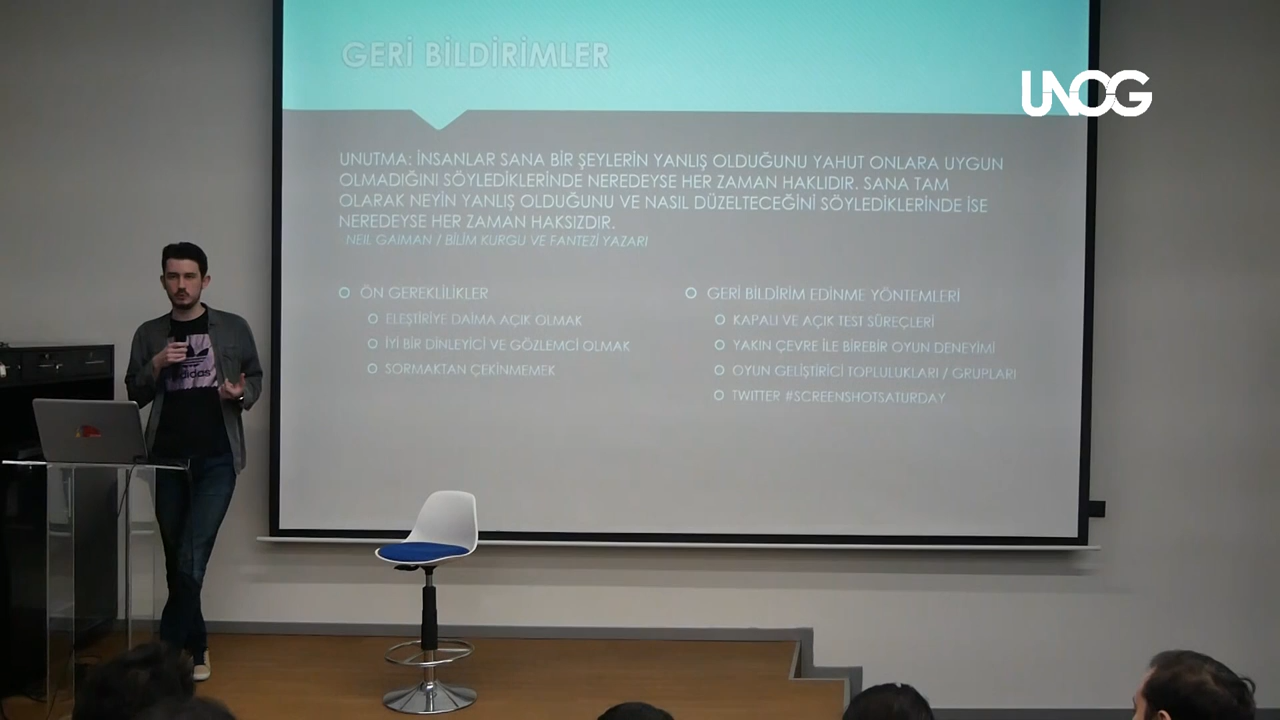 GERİ BİLDİRİMLER
UNOG
UNUTMA: İNSANLAR SANA BİR ŞEYLERİN YANLIŞ OLDUĞUNU YAHUT ONLARA UYGUN
OLMADIĞINI SÖYLEDİKLERİNDE NEREDEYSE HER ZAMAN HAKLIDIR. SANA TAM
OLARAK NEYİN YANLIŞ OLDUĞUNU VE NASIL DÜZELTECEĞİNİ SÖYLEDİKLERİNDE İSE
NEREDEYSE HER ZAMAN HAKSIZDIR.
NEIL GAIMAN / BİLİM KURGU VE FANTEZİ YAZARI
ÖN GEREKLİLİKLER
ELEŞTİRİYE DAİMA AÇIK OLMAK
İYİ BİR DİNLEYİCİ VE GÖZLEMCİ OLMAK
SORMAKTAN ÇEKİNMEMEK
GERİ BİLDİRİM EDİNME YÖNTEMLERİ
KAPALI VE AÇIK TEST SÜREÇLERİ
YAKIN ÇEVRE İLE BİREBİR OYUN DENEYİMİ
OYUN GELİŞTİRİCİ TOPLULUKLARI / GRUPLARI
TWITTER #SCREENSHOTSATURDAY
adidas